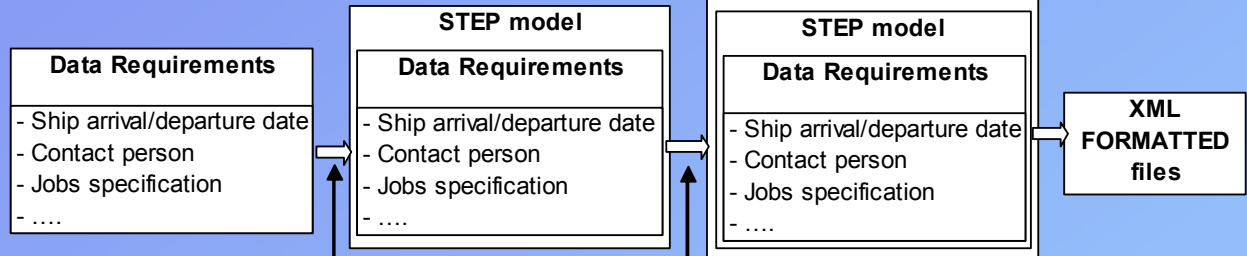 Data Requirements
- Ship arrival/departure date
- Contact person
- Jobs specification
- ....
STEP model
Data Requirements
- Ship arrival/departure date
- Contact person
- Jobs specification
- ....
STEP model
Data Requirements
- Ship arrival/departure date
- Contact person
- Jobs specification
- ....
XML
FORMATTED
files